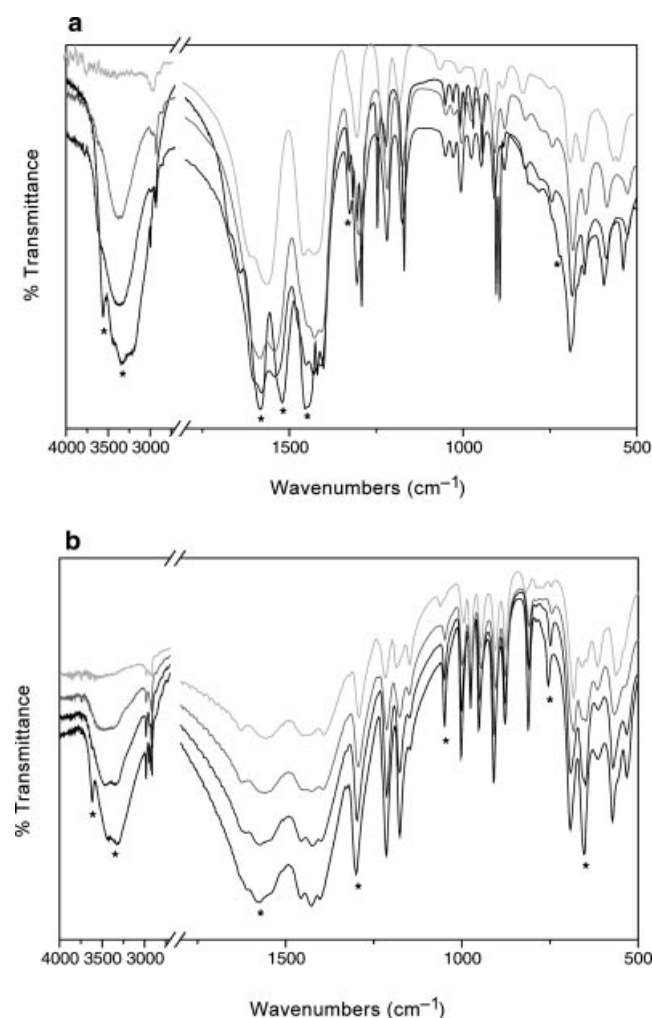 a
% Transmittance
* * * * * * *
4000 3500 3000 1500 1000 500
Wavenumbers (cm⁻¹)
b
% Transmittance
* * * * * * *
4000 3500 3000 1500 1000 500
Wavenumbers (cm⁻¹)